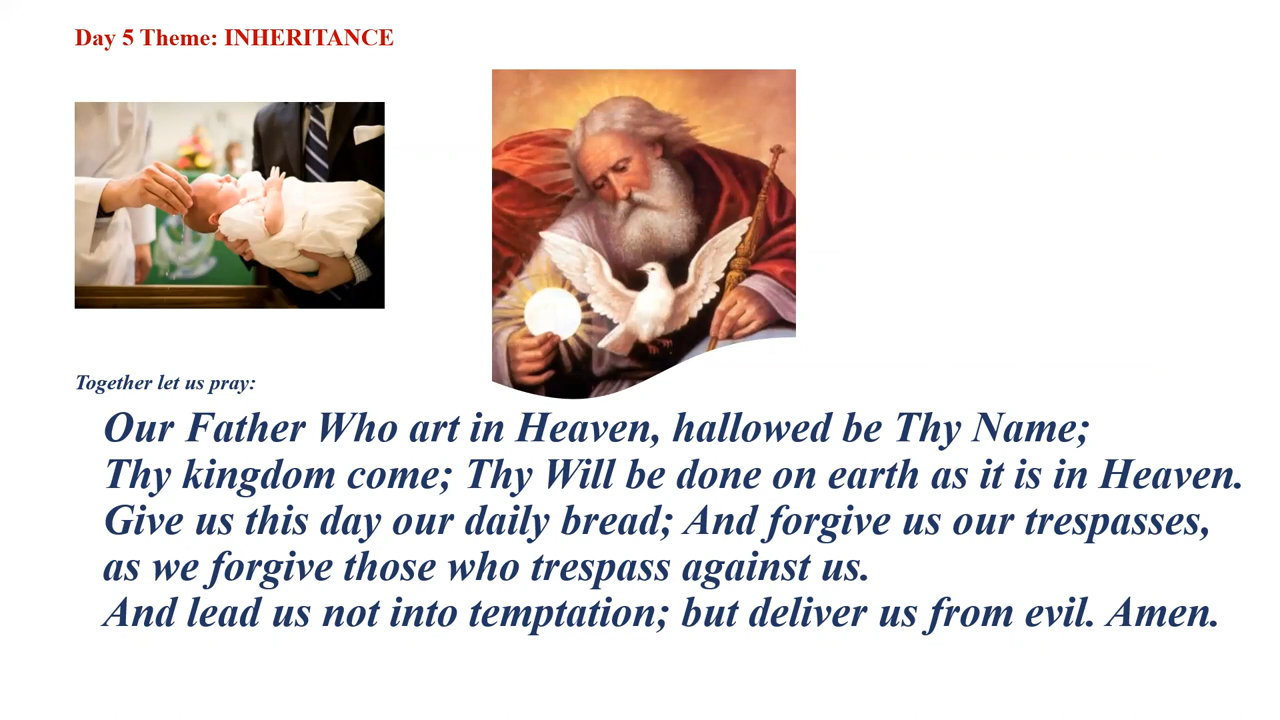 Day 5 Theme: INHERITANCE
Together let us pray:
Our Father Who art in Heaven, hallowed be Thy Name;
Thy kingdom come; Thy Will be done on earth as it is in Heaven.
Give us this day our daily bread; And forgive us our trespasses,
as we forgive those who trespass against us.
And lead us not into temptation; but deliver us from evil. Amen.